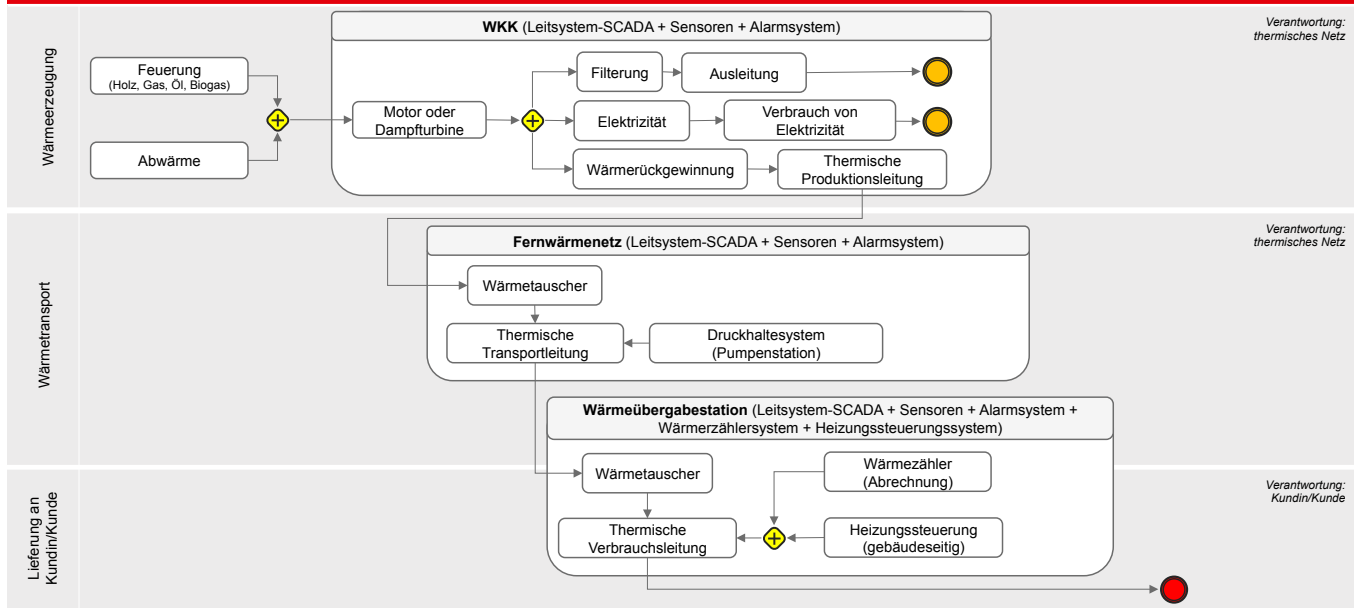 WKK (Leitsystem-SCADA + Sensoren + Alarmsystem)
Verantwortung:
thermisches Netz
Wärmeerzeugung
Feuerung
(Holz, Gas, Öl, Biogas)
Abwärme
Motor oder
Dampfturbine
Filterung
Ausleitung
Elektrizität
Verbrauch von
Elektrizität
Wärmerückgewinnung
Thermische
Produktionsleitung
Wärmetransport
Fernwärmenetz (Leitsystem-SCADA + Sensoren + Alarmsystem)
Verantwortung:
thermisches Netz
Wärmetauscher
Thermische
Transportleitung
Druckhaltesystem
(Pumpenstation)
Wärmeübergabestation (Leitsystem-SCADA + Sensoren + Alarmsystem +
Wärmerzählersystem + Heizungssteuerungssystem)
Lieferung an
Kundin/Kunde
Verantwortung:
Kundin/Kunde
Wärmetauscher
Wärmezähler
(Abrechnung)
Thermische
Verbrauchsleitung
Heizungssteuerung
(gebäudeseitig)